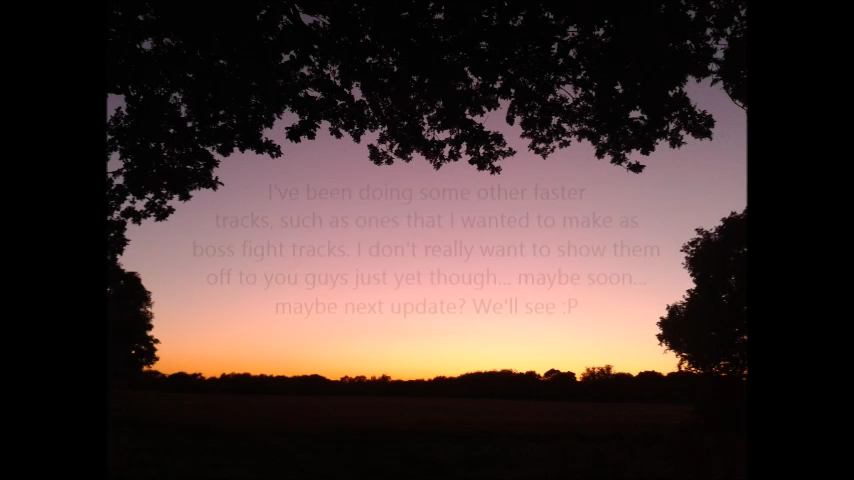 I've been doing some other faster
tracks, such as ones that I wanted to make as
boss fight tracks. I don't really want to show them
off to you guys just yet though... maybe soon...
maybe next update? We'll see :P